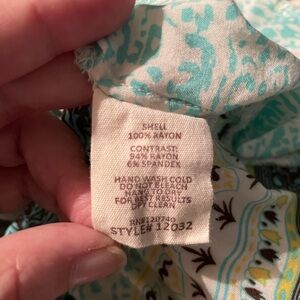 SHELL
100% RAYON
CONTRAST:
94% RAYON
6% SPANDEX
HAND WASH COLD
DO NOT BLEACH
HANG TO DRY
FOR BEST RESULTS
DRY CLEAN
RN#120740
STYLE# 12032